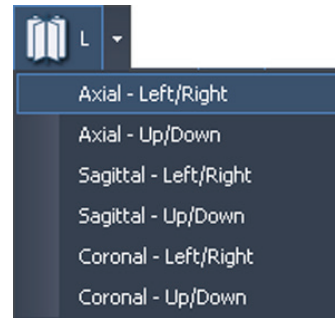 L
Axial - Left/Right
Axial - Up/Down
Sagittal - Left/Right
Sagittal - Up/Down
Coronal - Left/Right
Coronal - Up/Down